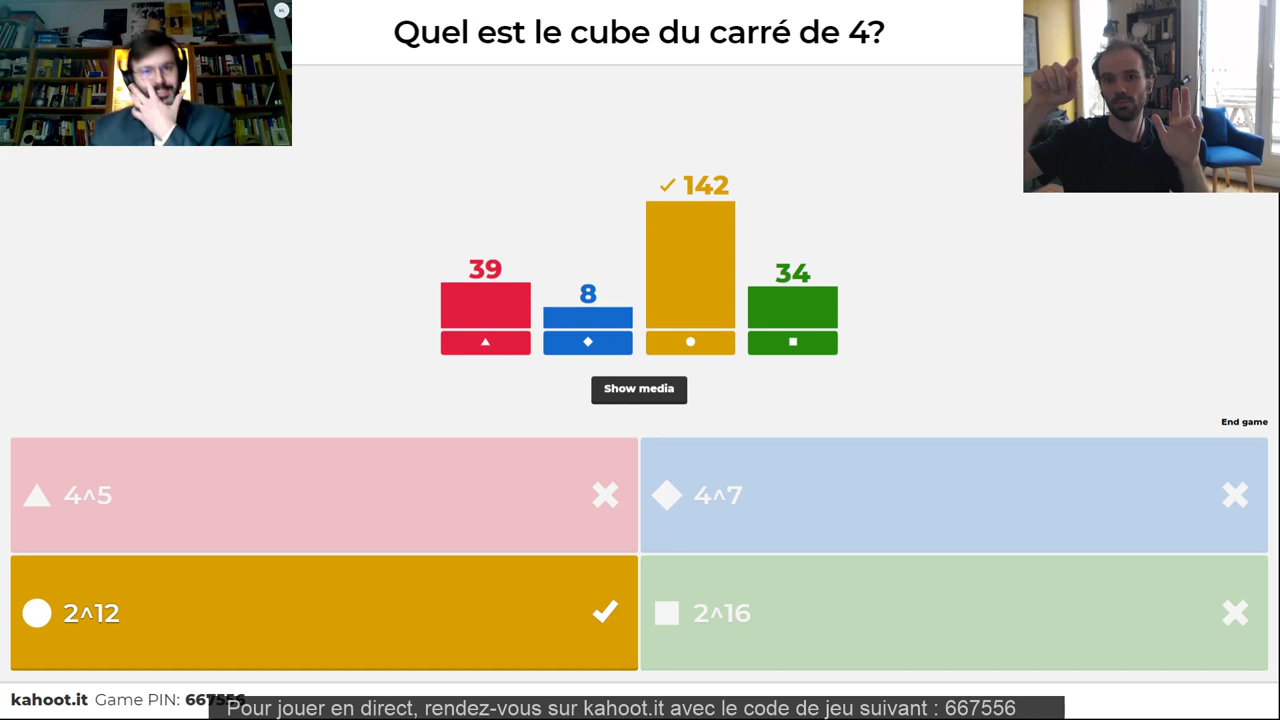 Quel est le cube du carré de 4?
142
39
34
8
Show media
End game
4^5
4^7
2^12
2^16
kahoot.it Game PIN: 667556
Pour jouer en direct, rendez-vous sur kahoot.it avec le code de jeu suivant : 667556